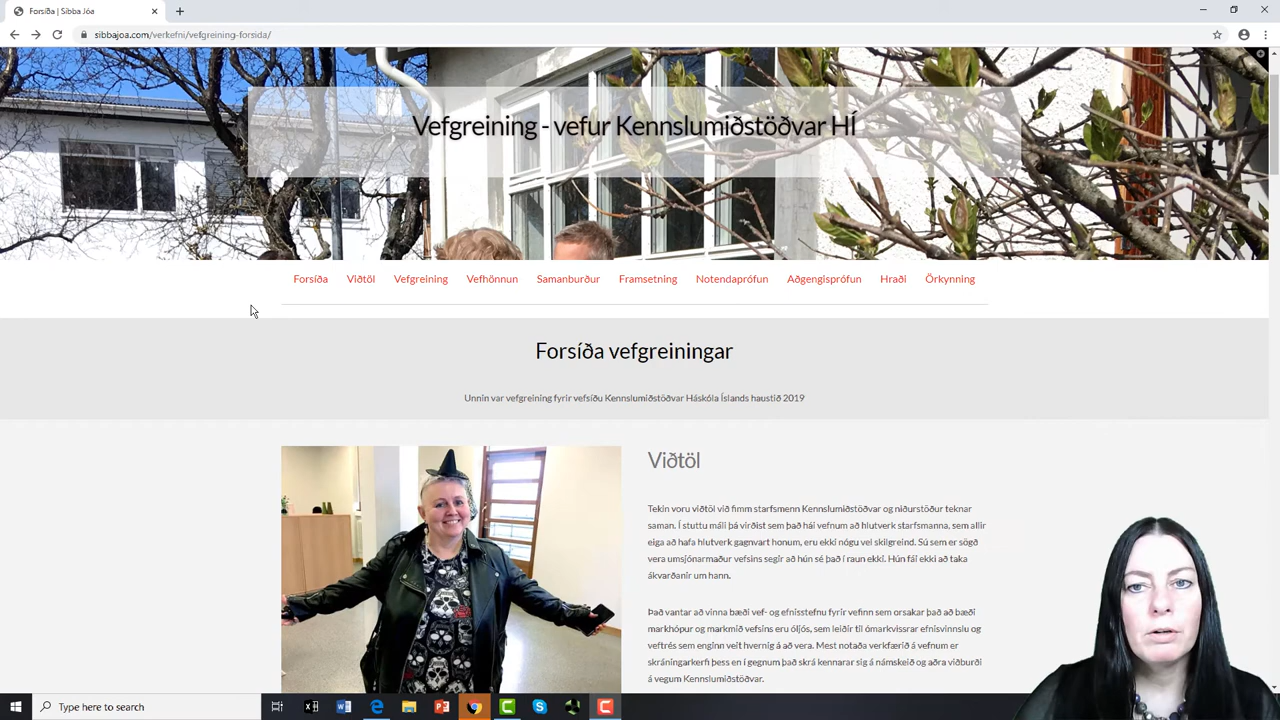 Forsíða | Sibba Jóa
sibbajoa.com/verkefni/vefgreining-forsida/
Vefgreining - vefur Kennslumiðstöðvar HÍ
Forsíða Viðtöl Vefgreining Vefhönnun Samanburður Framsetning Notendaprófun Aðgengisprófun Hraði Örkynning
Forsíða vefgreiningar
Unnin var vefgreining fyrir vefsíðu Kennslumiðstöðvar Háskóla Íslands haustið 2019
Viðtöl
Tekin voru viðtöl við fimm starfsmenn Kennslumiðstöðvar og niðurstöður teknar
saman. Í stuttu máli þá virðist sem það hái vefnum að hlutverk starfsmanna, sem allir
eiga að hafa hlutverk gagnvart honum, eru ekki nógu vel skilgreind. Sú sem er sögð
vera umsjónarmaður vefsins segir að hún sé það í raun ekki. Hún fái ekki að taka
ákvarðanir um hann.
Það vantar að vinna bæði vef- og efnisstefnu fyrir vefinn sem orsakar það að bæði
markhópur og markmið vefsins eru óljós, sem leiðir til ómarkvissrar efnisvinnslu og
veftrés sem enginn veit hvernig á að vera. Mest notaða verkfærið á vefnum er
skráningarkerfi þess en í gegnum það skrá kennarar sig á námskeið og aðra viðburði
á vegum Kennslumiðstöðvar.
Type here to search